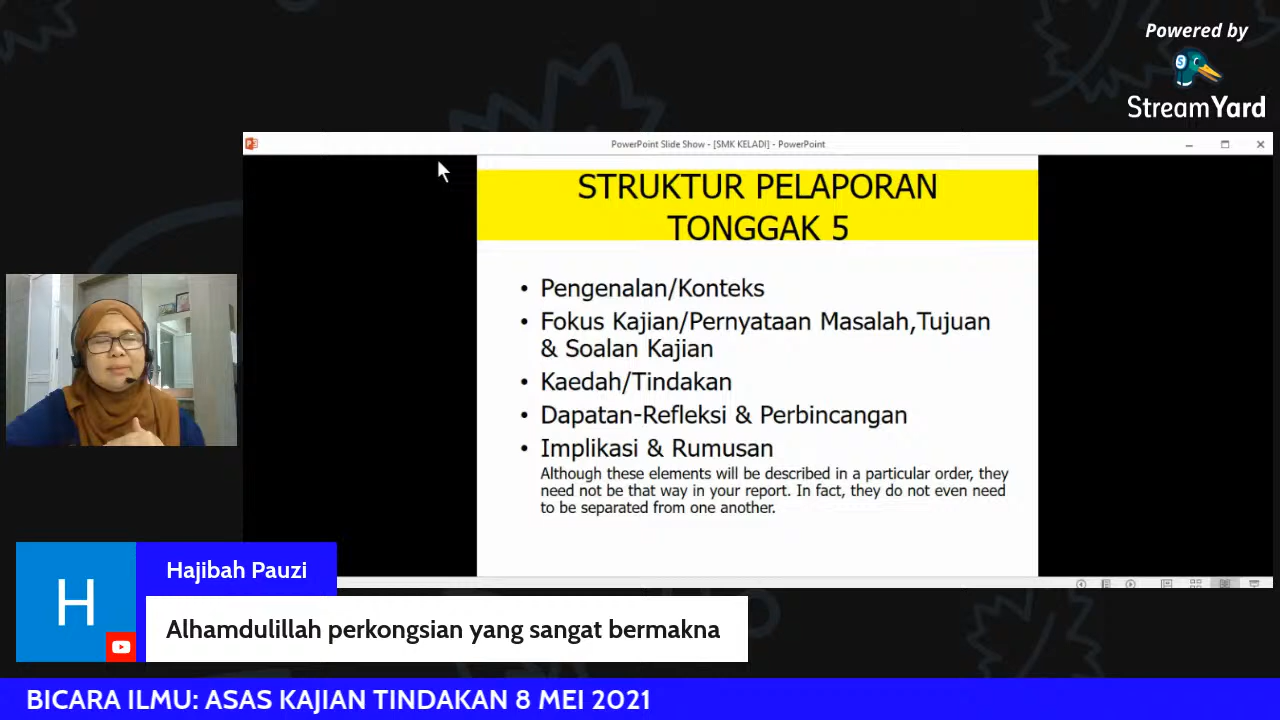 Powered by
StreamYard
PowerPoint Slide Show - [SMK KELADI] - PowerPoint
STRUKTUR PELAPORAN
TONGGAK 5
• Pengenalan/Konteks
• Fokus Kajian/Pernyataan Masalah,Tujuan
& Soalan Kajian
• Kaedah/Tindakan
• Dapatan-Refleksi & Perbincangan
• Implikasi & Rumusan
Although these elements will be described in a particular order, they
need not be that way in your report. In fact, they do not even need
to be separated from one another.
H
Hajibah Pauzi
Alhamdulillah perkongsian yang sangat bermakna
BICARA ILMU: ASAS KAJIAN TINDAKAN 8 MEI 2021